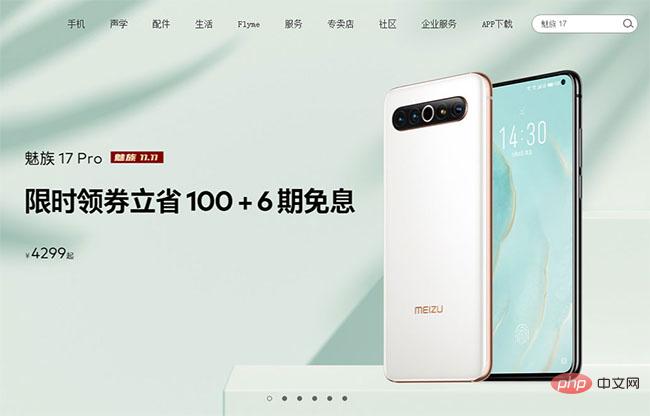 手机 声学 配件 生活 Flyme 服务 专卖店 社区 企业服务 APP下载 魅族 17
14:30
魅族 17 Pro 魅族 11.11
限时领券立省 100 + 6 期免息
¥4299起
MEIZU
php 中文网